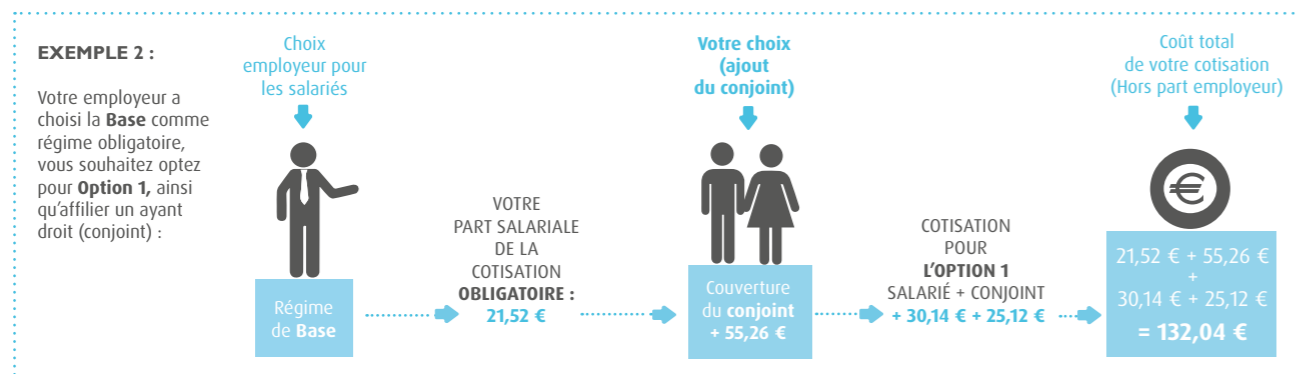 EXEMPLE 2 :
Votre employeur a
choisi la Base comme
régime obligatoire,
vous souhaitez optez
pour Option 1, ainsi
qu'affilier un ayant
droit (conjoint) :
Choix
employeur pour
les salariés
Régime
de Base
VOTRE
PART SALARIALE
DE LA
COTISATION
OBLIGATOIRE :
21,52 €
Votre choix
(ajout
du conjoint)
Couverture
du conjoint
+ 55,26 €
COTISATION
POUR
L'OPTION 1
SALARIÉ + CONJOINT
+ 30,14 € + 25,12 €
Coût total
de votre cotisation
(Hors part employeur)
€
21,52 € + 55,26 €
+
30,14 € + 25,12 €
= 132,04 €